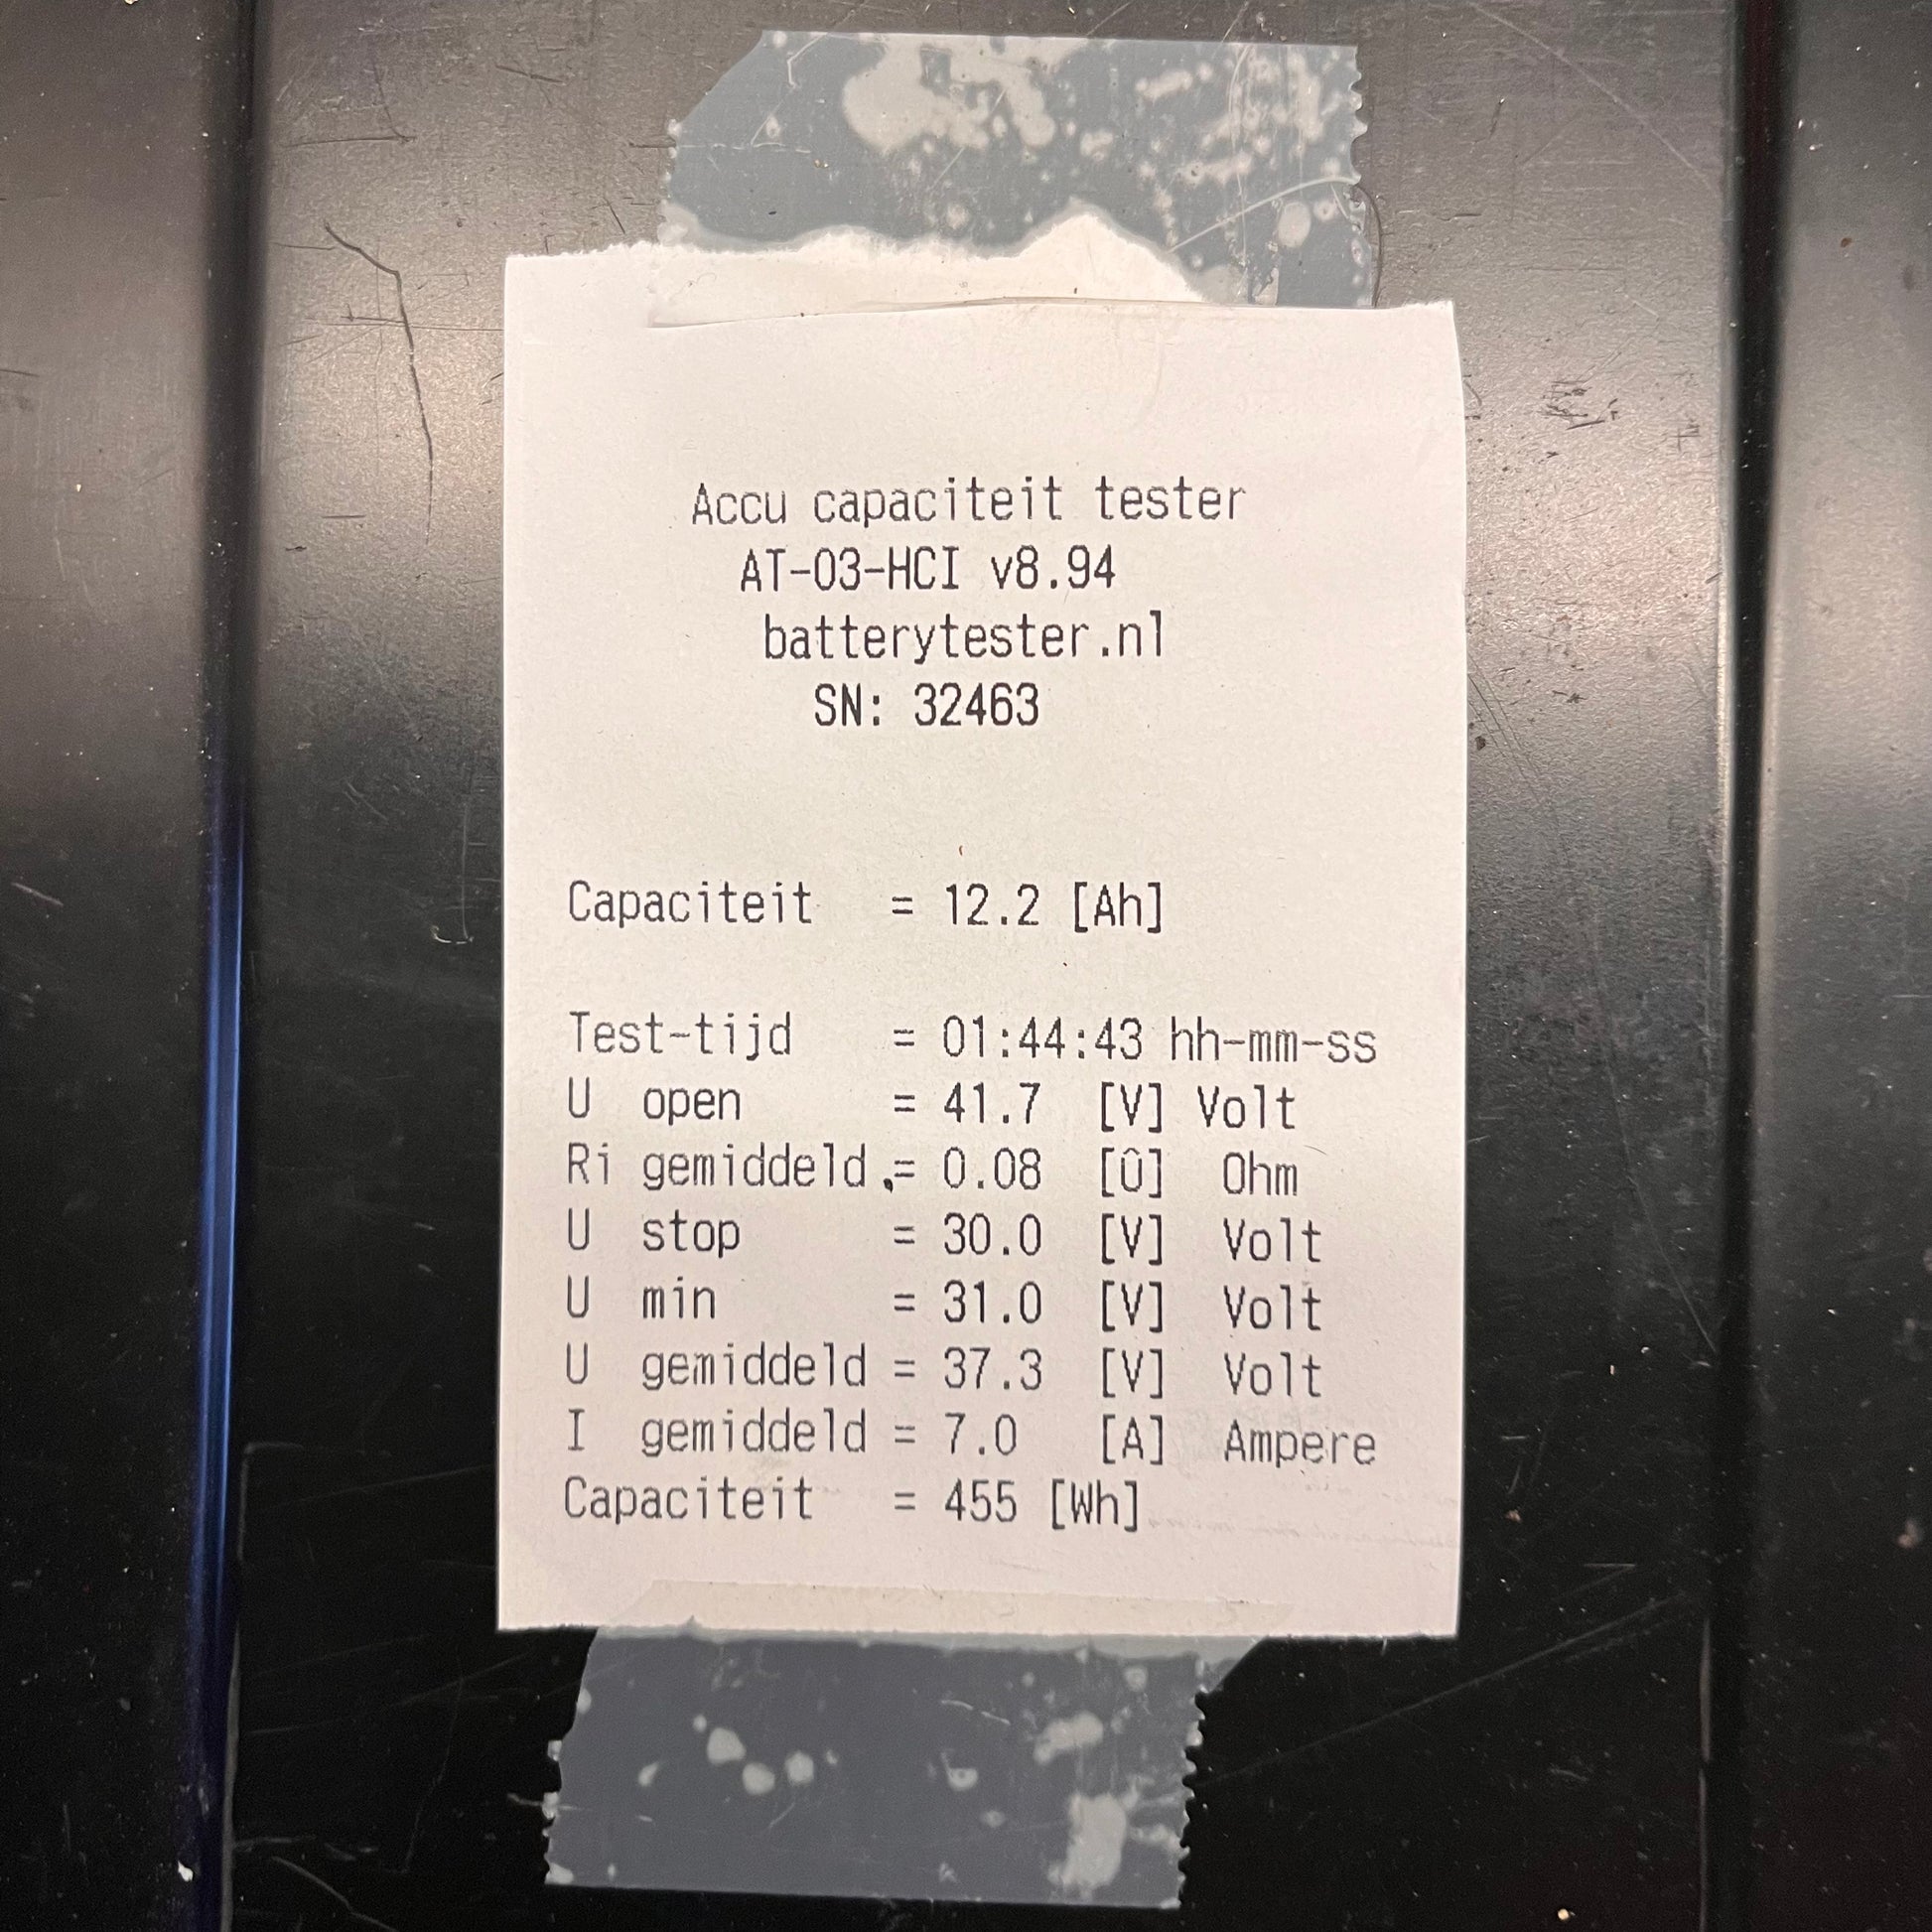 Accu capaciteit tester
AT-03-HCI v8.94
batterytester.nl
SN: 32463
Capaciteit = 12.2 [Ah]
Test-tijd = 01:44:43 hh-mm-ss
U open = 41.7 [V] Volt
Ri gemiddeld = 0.08 [Û] Ohm
U stop = 30.0 [V] Volt
U min = 31.0 [V] Volt
U gemiddeld = 37.3 [V] Volt
I gemiddeld = 7.0 [A] Ampere
Capaciteit = 455 [Wh]